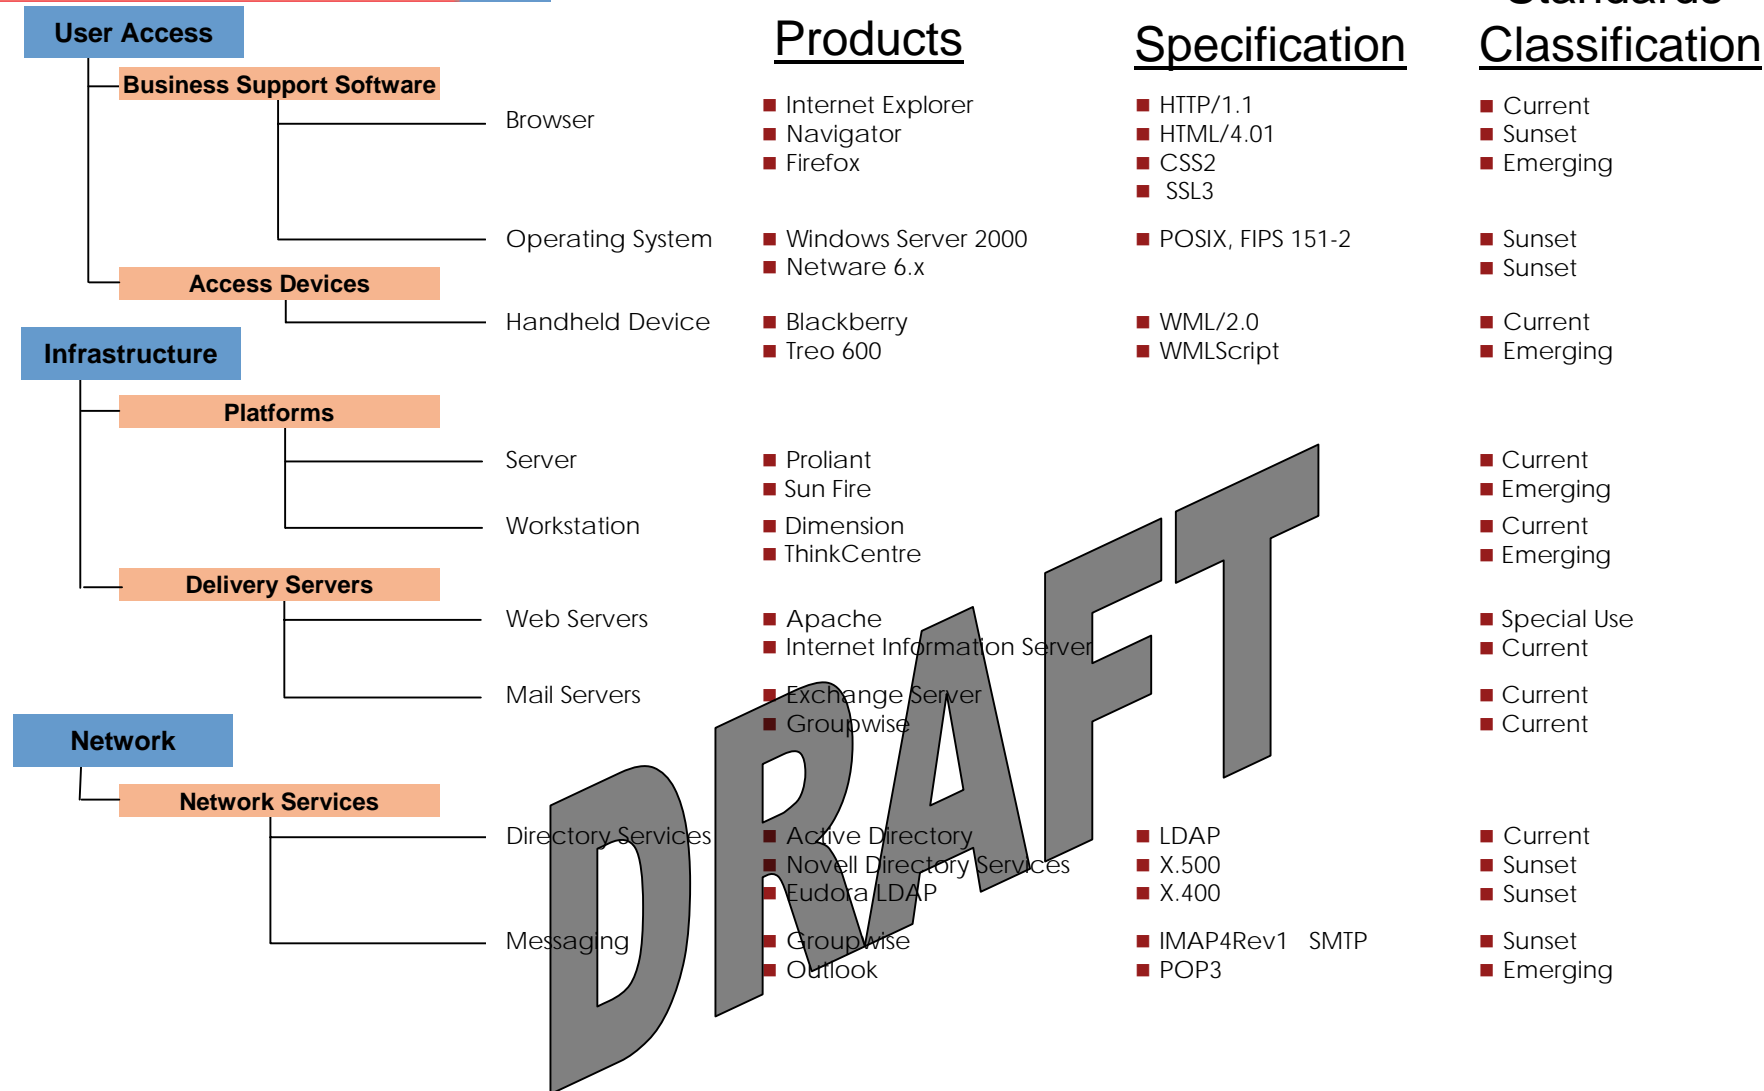 Standards
User Access
Products Specification Classification
Business Support Software
Browser
Internet Explorer HTTP/1.1 Current
Navigator HTML/4.01 Sunset
Firefox CSS2 Emerging
SSL3
Operating System Windows Server 2000 POSIX, FIPS 151-2 Sunset
Netware 6.x Sunset
Access Devices
Handheld Device Blackberry WML/2.0 Current
Treo 600 WMLScript Emerging
Infrastructure
Platforms
Server Proliant Current
Sun Fire Emerging
Workstation Dimension Current
ThinkCentre Emerging
Delivery Servers
Web Servers Apache Special Use
Internet Information Server Current
Mail Servers Exchange Server Current
Groupwise Current
Network
Network Services
Directory Services Active Directory LDAP Current
Novell Directory Services X.500 Sunset
Eudora LDAP X.400 Sunset
Messaging Groupwise IMAP4Rev1 SMTP Sunset
Outlook POP3 Emerging
DRAFT